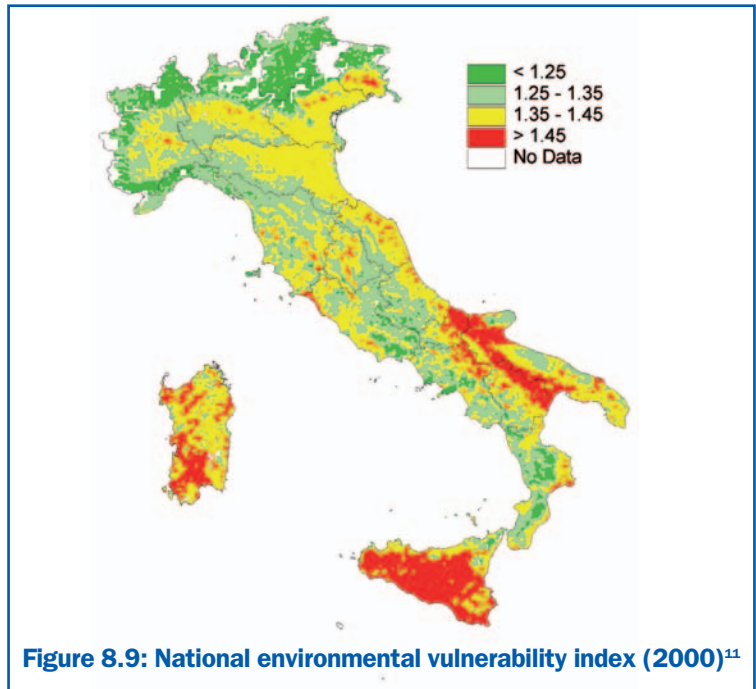 < 1.25
1.25 - 1.35
1.35 - 1.45
> 1.45
No Data
Figure 8.9: National environmental vulnerability index (2000)¹¹